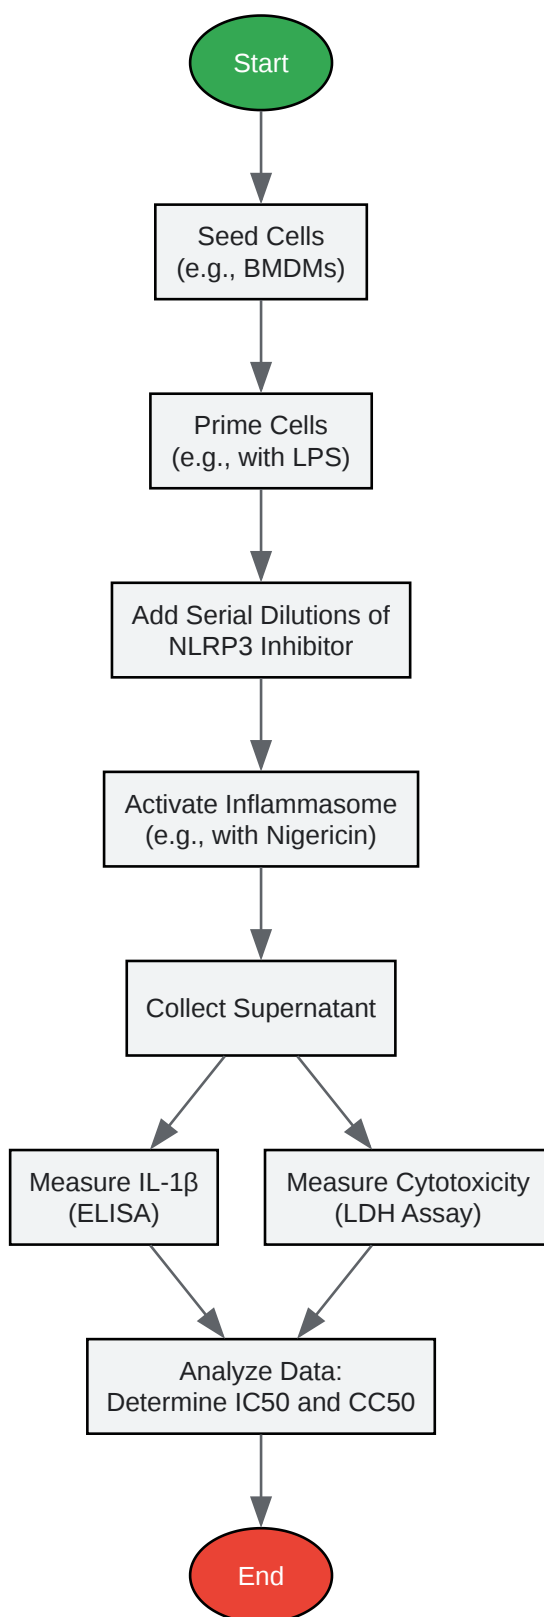 Start
Seed Cells
(e.g., BMDMs)
Prime Cells
(e.g., with LPS)
Add Serial Dilutions of
NLRP3 Inhibitor
Activate Inflammasome
(e.g., with Nigericin)
Collect Supernatant
Measure IL-1β
(ELISA)
Measure Cytotoxicity
(LDH Assay)
Analyze Data:
Determine IC50 and CC50
End